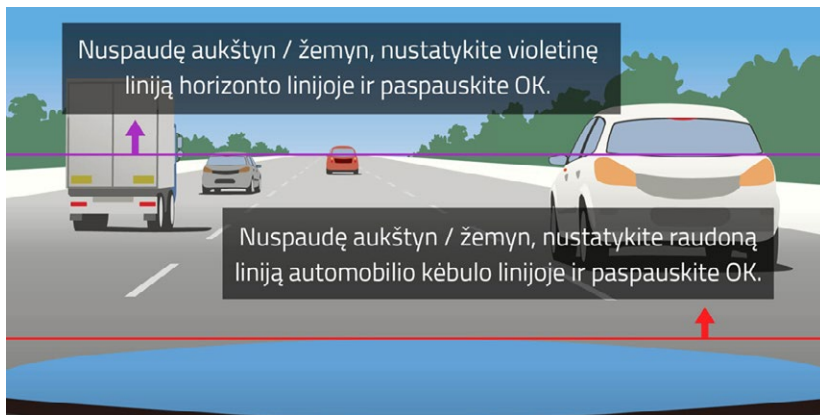 Nuspaudę aukštyn / žemyn, nustatykite violetinę
liniją horizonto linijoje ir paspauskite OK.
Nuspaudę aukštyn / žemyn, nustatykite raudoną
liniją automobilio kėbulo linijoje ir paspauskite OK.